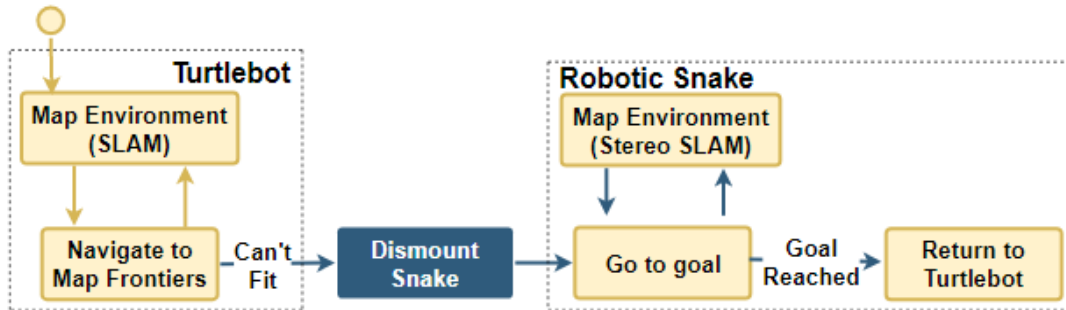 Turtlebot
Map Environment
(SLAM)
Navigate to
Map Frontiers
Can't
Fit
Dismount
Snake
Robotic Snake
Map Environment
(Stereo SLAM)
Go to goal
Goal
Reached
Return to
Turtlebot